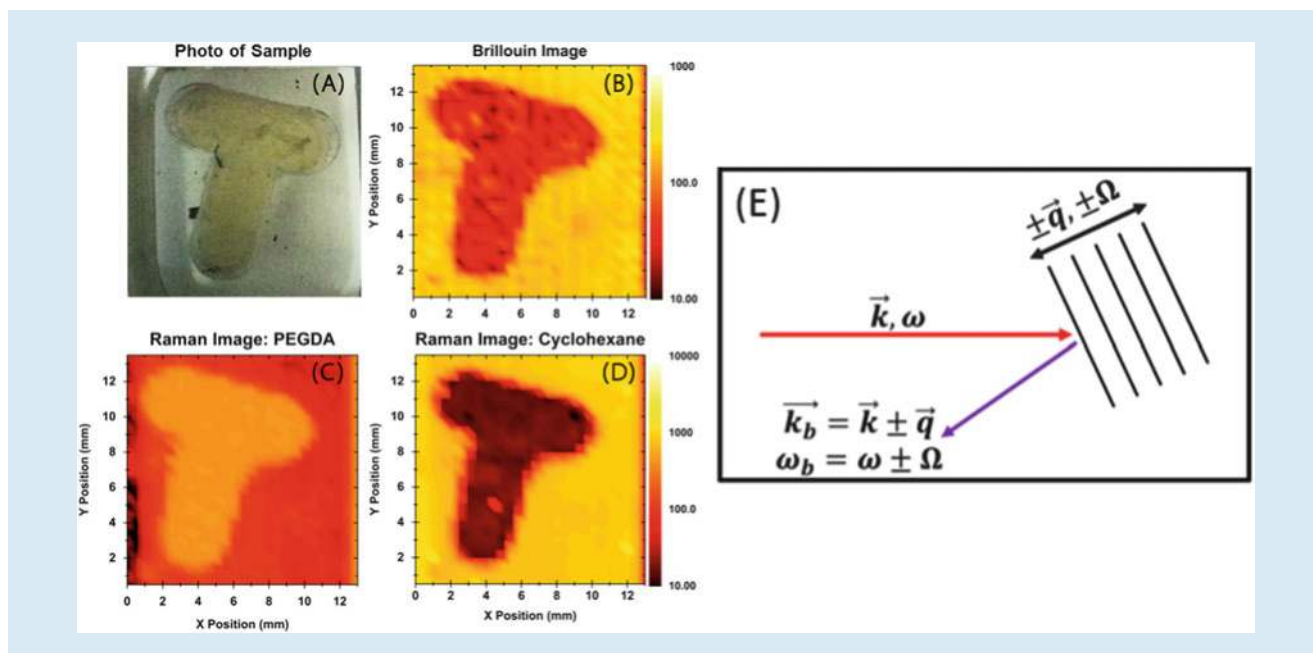 Photo of Sample
(A)
Brillouin Image
(B)
1000
100.0
10.00
Y Position (mm)
12
10
8
6
4
2
0 2 4 6 8 10 12
Raman Image: PEGDA
(C)
Y Position (mm)
12
10
8
6
4
2
0 2 4 6 8 10 12
X Position (mm)
Raman Image: Cyclohexane
(D)
10000
1000
100.0
10.00
Y Position (mm)
12
10
8
6
4
2
0 2 4 6 8 10 12
X Position (mm)
(E)
±q⃗, ±Ω
k⃗, ω
k_b⃗ = k⃗ ± q⃗
ω_b = ω ± Ω